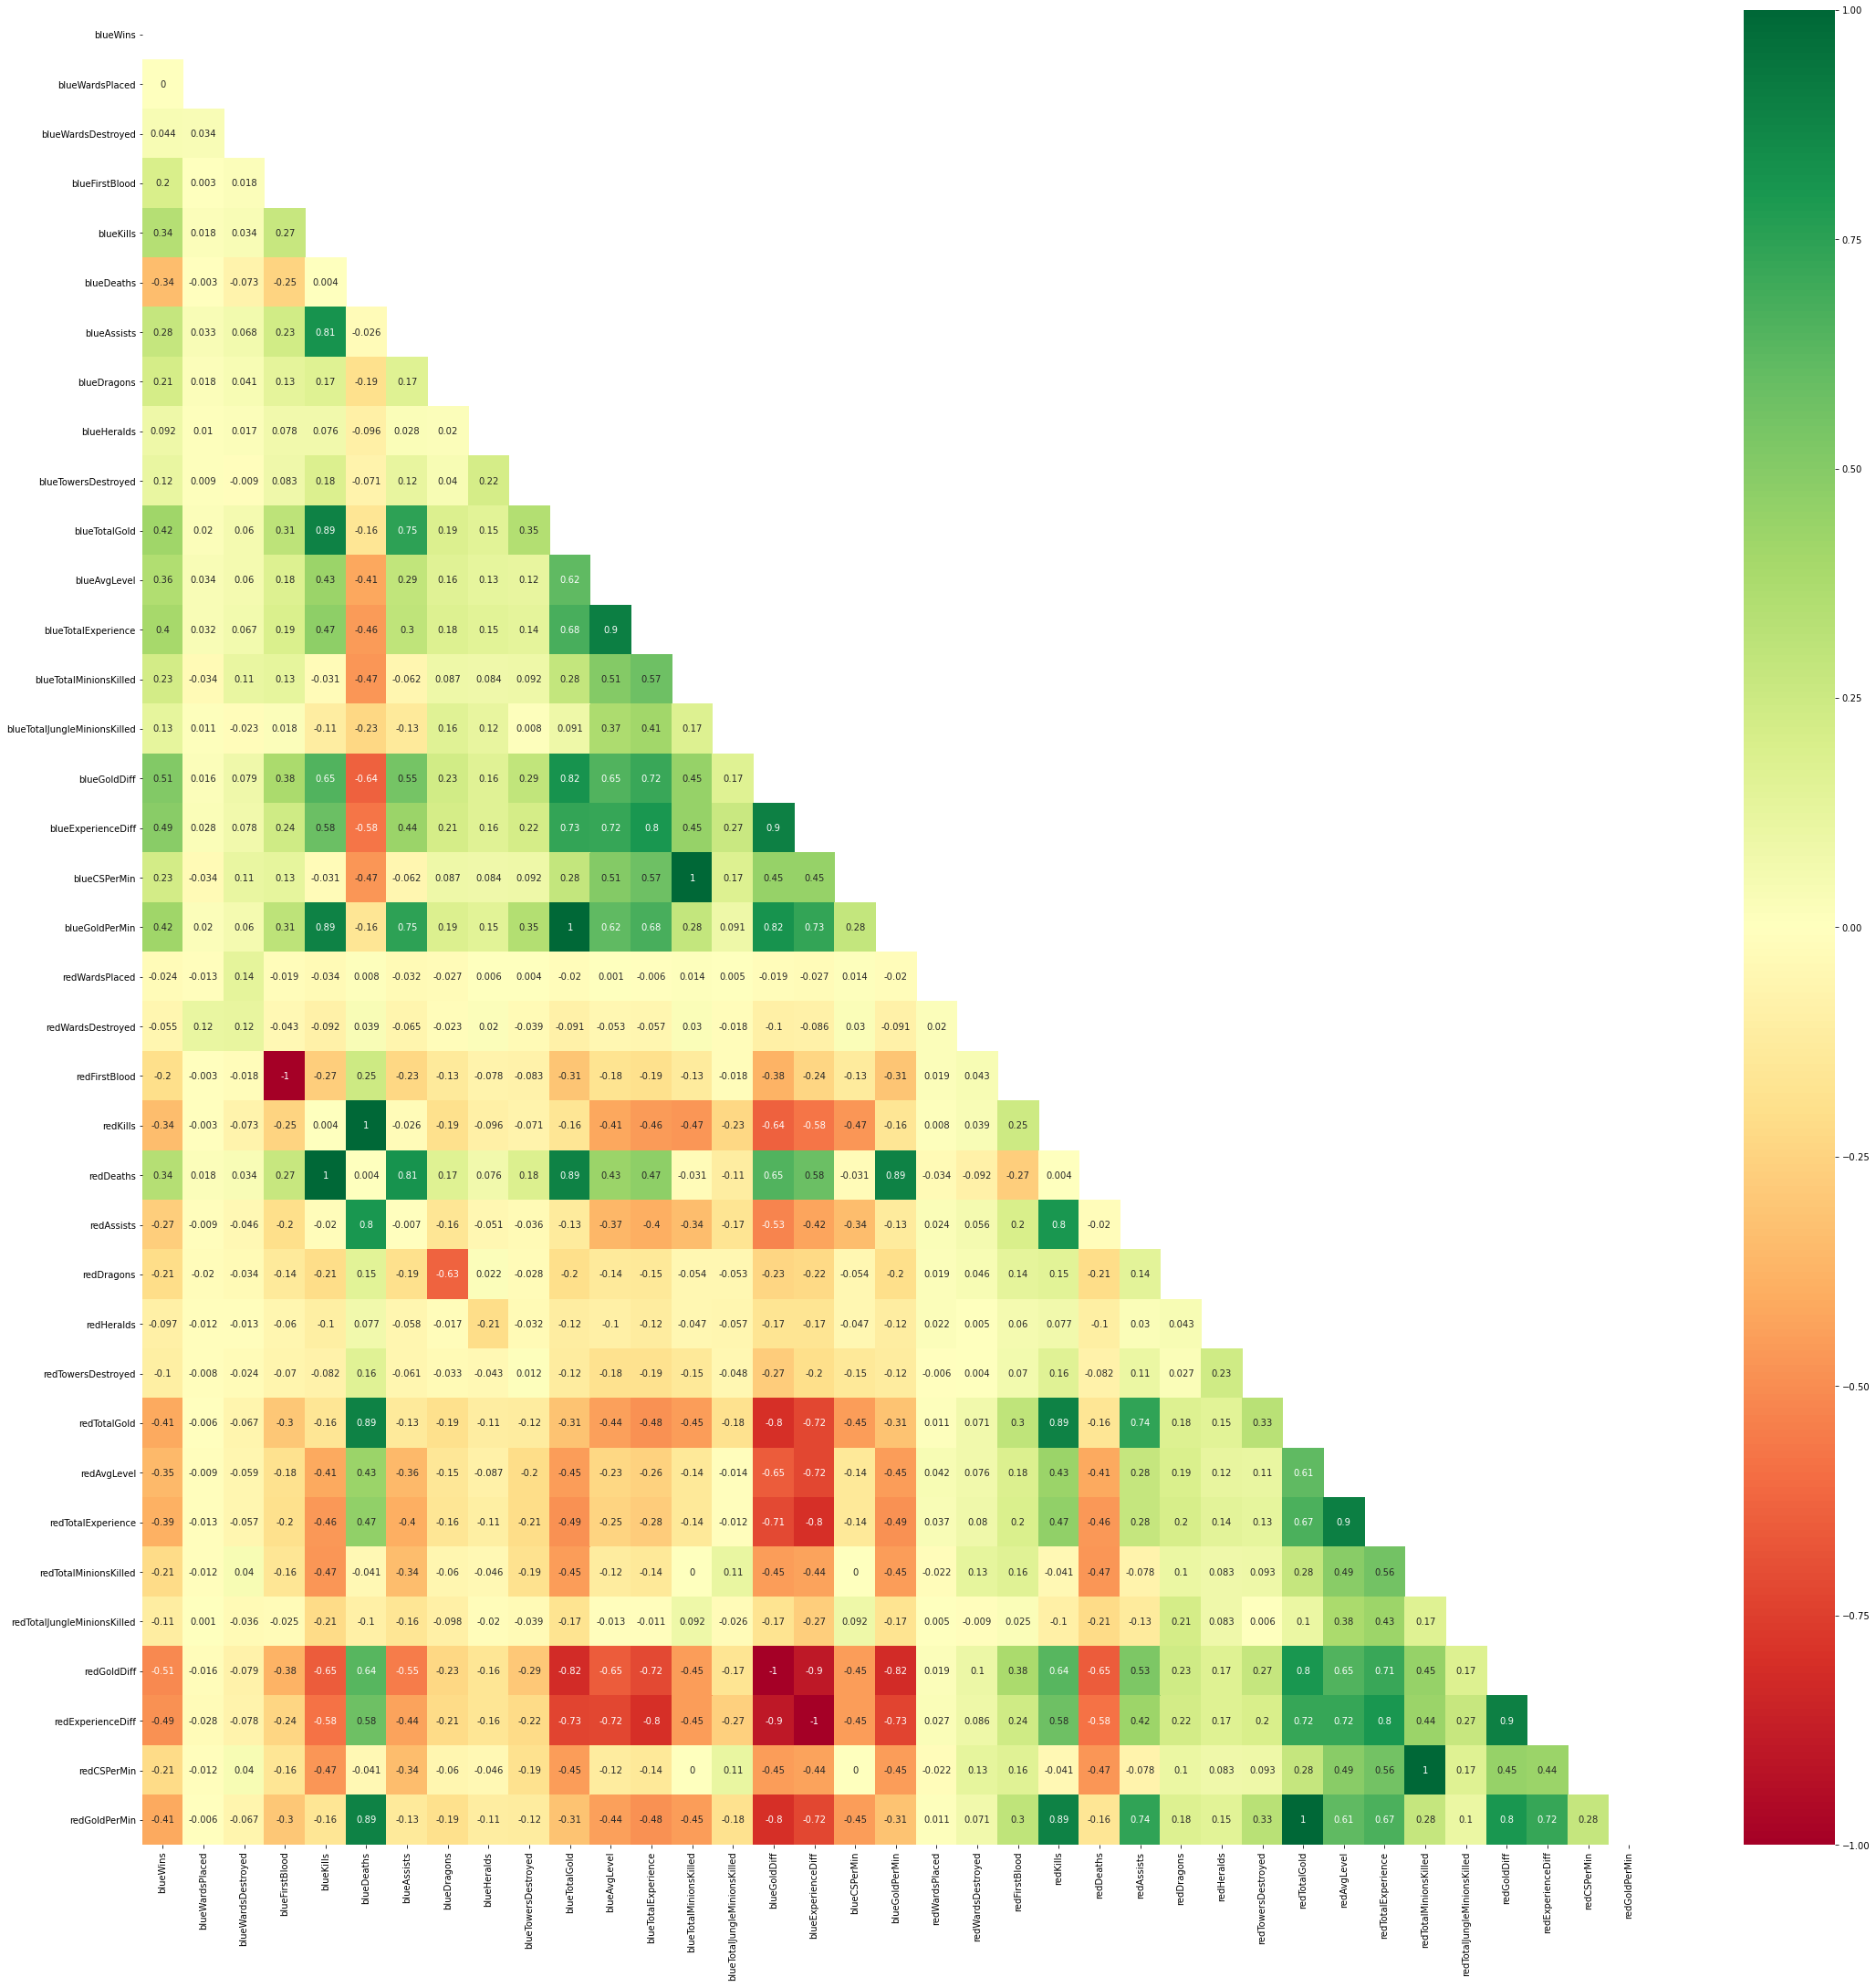 blueWins
blueWardsPlaced 0
blueWardsDestroyed 0.044 0.034
blueFirstBlood 0.2 0.003 0.018
blueKills 0.34 0.018 0.034 0.27
blueDeaths -0.34 -0.003 -0.073 -0.25 0.004
blueAssists 0.28 0.033 0.068 0.23 0.81 -0.026
blueDragons 0.21 0.018 0.041 0.13 0.17 -0.19 0.17
blueHeralds 0.092 0.01 0.017 0.078 0.076 -0.096 0.028 0.02
blueTowersDestroyed 0.12 0.009 -0.009 0.083 0.18 -0.071 0.12 0.04 0.22
blueTotalGold 0.42 0.02 0.06 0.31 0.89 -0.16 0.75 0.19 0.15 0.35
blueAvgLevel 0.36 0.034 0.06 0.18 0.43 -0.41 0.29 0.16 0.13 0.12 0.62
blueTotalExperience 0.4 0.032 0.067 0.19 0.47 -0.46 0.3 0.18 0.15 0.14 0.68 0.9
blueTotalMinionsKilled 0.23 -0.034 0.11 0.13 -0.031 -0.47 -0.062 0.087 0.084 0.092 0.28 0.51 0.57
blueTotalJungleMinionsKilled 0.13 0.011 -0.023 0.018 -0.11 -0.23 -0.13 0.16 0.12 0.008 0.091 0.37 0.41 0.17
blueGoldDiff 0.51 0.016 0.079 0.38 0.65 -0.64 0.55 0.23 0.16 0.29 0.82 0.65 0.72 0.45 0.17
blueExperienceDiff 0.49 0.028 0.078 0.24 0.58 -0.58 0.44 0.21 0.16 0.22 0.73 0.72 0.8 0.45 0.27 0.9
blueCSPerMin 0.23 -0.034 0.11 0.13 -0.031 -0.47 -0.062 0.087 0.084 0.092 0.28 0.51 0.57 1 0.17 0.45 0.45
blueGoldPerMin 0.42 0.02 0.06 0.31 0.89 -0.16 0.75 0.19 0.15 0.35 1 0.62 0.68 0.28 0.091 0.82 0.73 0.28
redWardsPlaced -0.024 -0.013 0.14 -0.019 -0.034 0.008 -0.032 -0.027 0.006 0.004 -0.02 0.001 -0.006 0.014 0.005 -0.019 -0.027 0.014 -0.02
redWardsDestroyed -0.055 0.12 0.12 -0.043 -0.092 0.039 -0.065 -0.023 0.02 -0.039 -0.091 -0.053 -0.057 0.03 -0.018 -0.1 -0.086 0.03 -0.091 0.02
redFirstBlood -0.2 -0.003 -0.018 -1 -0.27 0.25 -0.23 -0.13 -0.078 -0.083 -0.31 -0.18 -0.19 -0.13 -0.018 -0.38 -0.24 -0.13 -0.31 0.019 0.043
redKills -0.34 -0.003 -0.073 -0.25 0.004 1 -0.026 -0.19 -0.096 -0.071 -0.16 -0.41 -0.46 -0.47 -0.23 -0.64 -0.58 -0.47 -0.16 0.008 0.039 0.25
redDeaths 0.34 0.018 0.034 0.27 1 0.004 0.81 0.17 0.076 0.18 0.89 0.43 0.47 -0.031 -0.11 0.65 0.58 -0.031 0.89 -0.034 -0.092 -0.27 0.004
redAssists -0.27 -0.009 -0.046 -0.2 -0.02 0.8 -0.007 -0.16 -0.051 -0.036 -0.13 -0.37 -0.4 -0.34 -0.17 -0.53 -0.42 -0.34 -0.13 0.024 0.056 0.2 0.8 -0.02
redDragons -0.21 -0.02 -0.034 -0.14 -0.21 0.15 -0.19 -0.63 0.022 -0.028 -0.2 -0.14 -0.15 -0.054 -0.053 -0.23 -0.22 -0.054 -0.2 0.019 0.046 0.14 0.15 -0.21 0.14
redHeralds -0.097 -0.012 -0.013 -0.06 -0.1 0.077 -0.058 -0.017 -0.21 -0.032 -0.12 -0.1 -0.12 -0.047 -0.057 -0.17 -0.17 -0.047 -0.12 0.022 0.005 0.06 0.077 -0.1 0.03 0.043
redTowersDestroyed -0.1 -0.008 -0.024 -0.07 -0.082 0.16 -0.061 -0.033 -0.043 0.012 -0.12 -0.18 -0.19 -0.15 -0.048 -0.27 -0.2 -0.15 -0.12 -0.006 0.004 0.07 0.16 -0.082 0.11 0.027 0.23
redTotalGold -0.41 -0.006 -0.067 -0.3 -0.16 0.89 -0.13 -0.19 -0.11 -0.12 -0.31 -0.44 -0.48 -0.45 -0.18 -0.8 -0.72 -0.45 -0.31 0.011 0.071 0.3 0.89 -0.16 0.74 0.18 0.15 0.33
redAvgLevel -0.35 -0.009 -0.059 -0.18 -0.41 0.43 -0.36 -0.15 -0.087 -0.2 -0.45 -0.23 -0.26 -0.14 -0.014 -0.65 -0.72 -0.14 -0.45 0.042 0.076 0.18 0.43 -0.41 0.28 0.19 0.12 0.11 0.61
redTotalExperience -0.39 -0.013 -0.057 -0.2 -0.46 0.47 -0.4 -0.16 -0.11 -0.21 -0.49 -0.25 -0.28 -0.14 -0.012 -0.71 -0.8 -0.14 -0.49 0.037 0.08 0.2 0.47 -0.46 0.28 0.2 0.14 0.13 0.67 0.9
redTotalMinionsKilled -0.21 -0.012 0.04 -0.16 -0.47 -0.041 -0.34 -0.06 -0.046 -0.19 -0.45 -0.12 -0.14 0 0.11 -0.45 -0.44 0 -0.45 -0.022 0.13 0.16 -0.041 -0.47 -0.078 0.1 0.083 0.093 0.28 0.49 0.56
redTotalJungleMinionsKilled -0.11 0.001 -0.036 -0.025 -0.21 -0.1 -0.16 -0.098 -0.02 -0.039 -0.17 -0.013 -0.011 0.092 -0.026 -0.17 -0.27 0.092 -0.17 0.005 -0.009 0.025 -0.1 -0.21 -0.13 0.21 0.083 0.006 0.1 0.38 0.43 0.17
redGoldDiff -0.51 -0.016 -0.079 -0.38 -0.65 0.64 -0.55 -0.23 -0.16 -0.29 -0.82 -0.65 -0.72 -0.45 -0.17 -1 -0.9 -0.45 -0.82 0.019 0.1 0.38 0.64 -0.65 0.53 0.23 0.17 0.27 0.8 0.65 0.71 0.45 0.17
redExperienceDiff -0.49 -0.028 -0.078 -0.24 -0.58 0.58 -0.44 -0.21 -0.16 -0.22 -0.73 -0.72 -0.8 -0.45 -0.27 -0.9 -1 -0.45 -0.73 0.027 0.086 0.24 0.58 -0.58 0.42 0.22 0.17 0.2 0.72 0.72 0.8 0.44 0.27 0.9
redCSPerMin -0.21 -0.012 0.04 -0.16 -0.47 -0.041 -0.34 -0.06 -0.046 -0.19 -0.45 -0.12 -0.14 0 0.11 -0.45 -0.44 0 -0.45 -0.022 0.13 0.16 -0.041 -0.47 -0.078 0.1 0.083 0.093 0.28 0.49 0.56 1 0.17 0.45 0.44
redGoldPerMin -0.41 -0.006 -0.067 -0.3 -0.16 0.89 -0.13 -0.19 -0.11 -0.12 -0.31 -0.44 -0.48 -0.45 -0.18 -0.8 -0.72 -0.45 -0.31 0.011 0.071 0.3 0.89 -0.16 0.74 0.18 0.15 0.33 1 0.61 0.67 0.28 0.1 0.8 0.72 0.28
blueWins
blueWardsPlaced
blueWardsDestroyed
blueFirstBlood
blueKills
blueDeaths
blueAssists
blueDragons
blueHeralds
blueTowersDestroyed
blueTotalGold
blueAvgLevel
blueTotalExperience
blueTotalMinionsKilled
blueTotalJungleMinionsKilled
blueGoldDiff
blueExperienceDiff
blueCSPerMin
blueGoldPerMin
redWardsPlaced
redWardsDestroyed
redFirstBlood
redKills
redDeaths
redAssists
redDragons
redHeralds
redTowersDestroyed
redTotalGold
redAvgLevel
redTotalExperience
redTotalMinionsKilled
redTotalJungleMinionsKilled
redGoldDiff
redExperienceDiff
redCSPerMin
redGoldPerMin
1.00
0.75
0.50
0.25
0.00
−0.25
−0.50
−0.75
−1.00